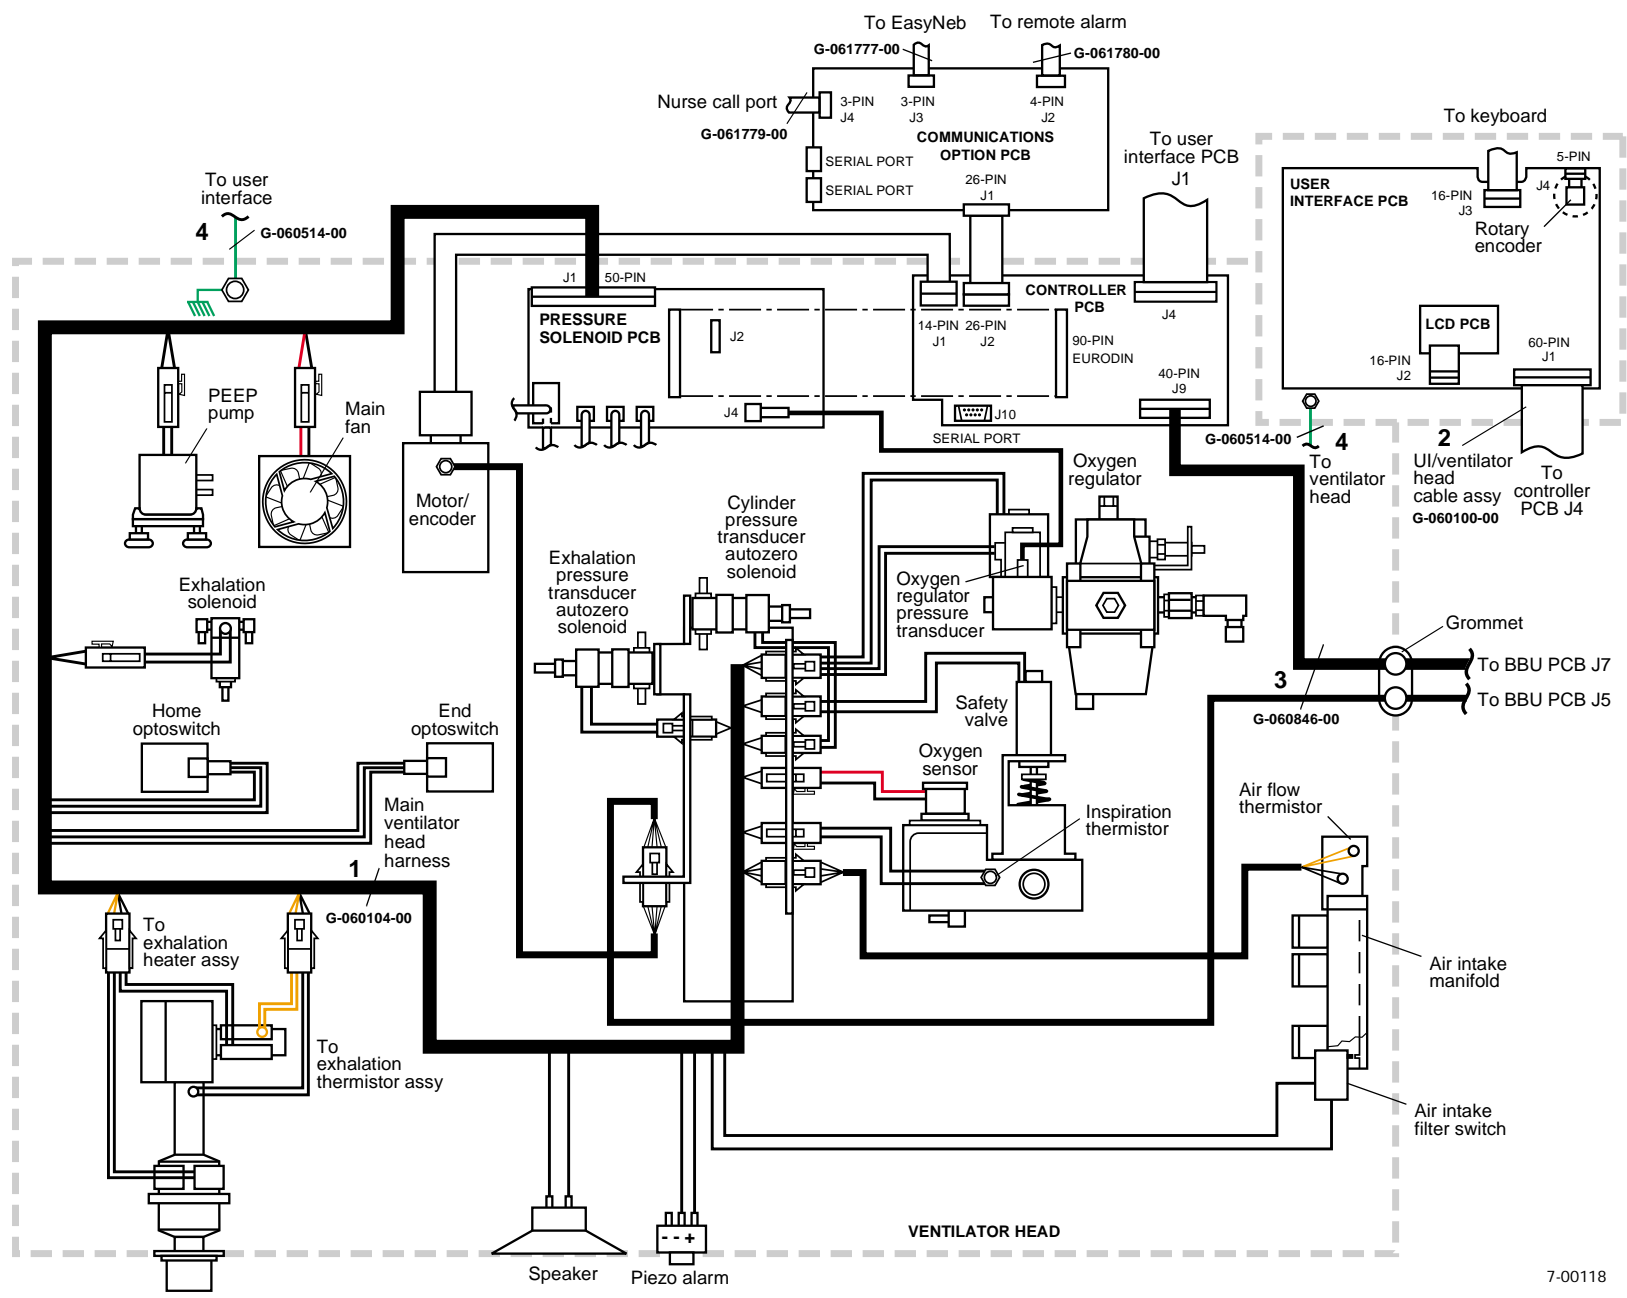 To EasyNeb
To remote alarm
G-061777-00
G-061780-00
Nurse call port
G-061779-00
3-PIN
J4
3-PIN
J3
4-PIN
J2
COMMUNICATIONS
OPTION PCB
SERIAL PORT
SERIAL PORT
26-PIN
J1
To user
interface PCB
J1
To keyboard
5-PIN
J4
USER
INTERFACE PCB
16-PIN
J3
Rotary
encoder
LCD PCB
16-PIN
J2
60-PIN
J1
To user
interface
4
G-060514-00
J1
50-PIN
PRESSURE
SOLENOID PCB
J2
J4
CONTROLLER
PCB
14-PIN
J1
26-PIN
J2
90-PIN
EURODIN
J4
40-PIN
J9
J10
SERIAL PORT
G-060514-00
4
To
ventilator
head
2
UI/ventilator
head
cable assy
G-060100-00
To
controller
PCB J4
PEEP
pump
Main
fan
Motor/
encoder
Cylinder
pressure
transducer
autozero
solenoid
Exhalation
pressure
transducer
autozero
solenoid
Oxygen
regulator
Oxygen
regulator
pressure
transducer
Exhalation
solenoid
Grommet
To BBU PCB J7
To BBU PCB J5
3
G-060846-00
Home
optoswitch
End
optoswitch
Safety
valve
Oxygen
sensor
Inspiration
thermistor
Air flow
thermistor
Main
ventilator
head
harness
1
G-060104-00
To
exhalation
heater assy
To
exhalation
thermistor assy
Air intake
manifold
Air intake
filter switch
- - +
Speaker
Piezo alarm
VENTILATOR HEAD
7-00118